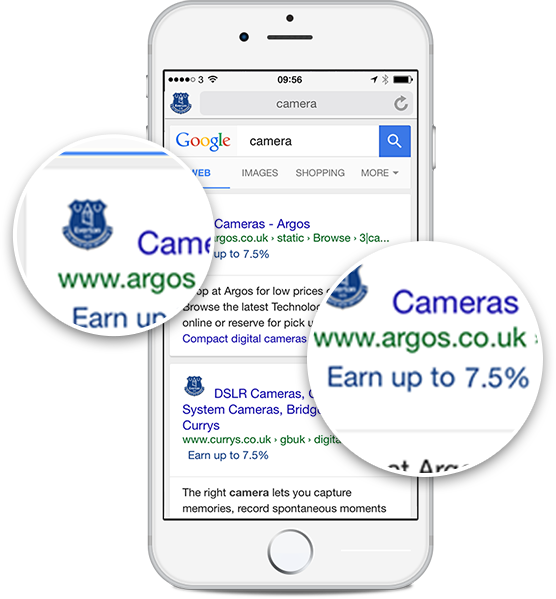 3 09:56
camera
Google camera
WEB IMAGES SHOPPING MORE
Cameras - Argos
rgos.co.uk › static › Browse › 3|ca...
up to 7.5%
op at Argos for low prices
Browse the latest Technolo
online or reserve for pick u
Compact digital cameras
DSLR Cameras, C
System Cameras, Bridge
Currys
www.currys.co.uk › gbuk › digita
Earn up to 7.5%
The right camera lets you capture
memories, record spontaneous moments
Everton
Came
www.argos
Earn up
Cameras
www.argos.co.uk ›
Earn up to 7.5%
at Argo